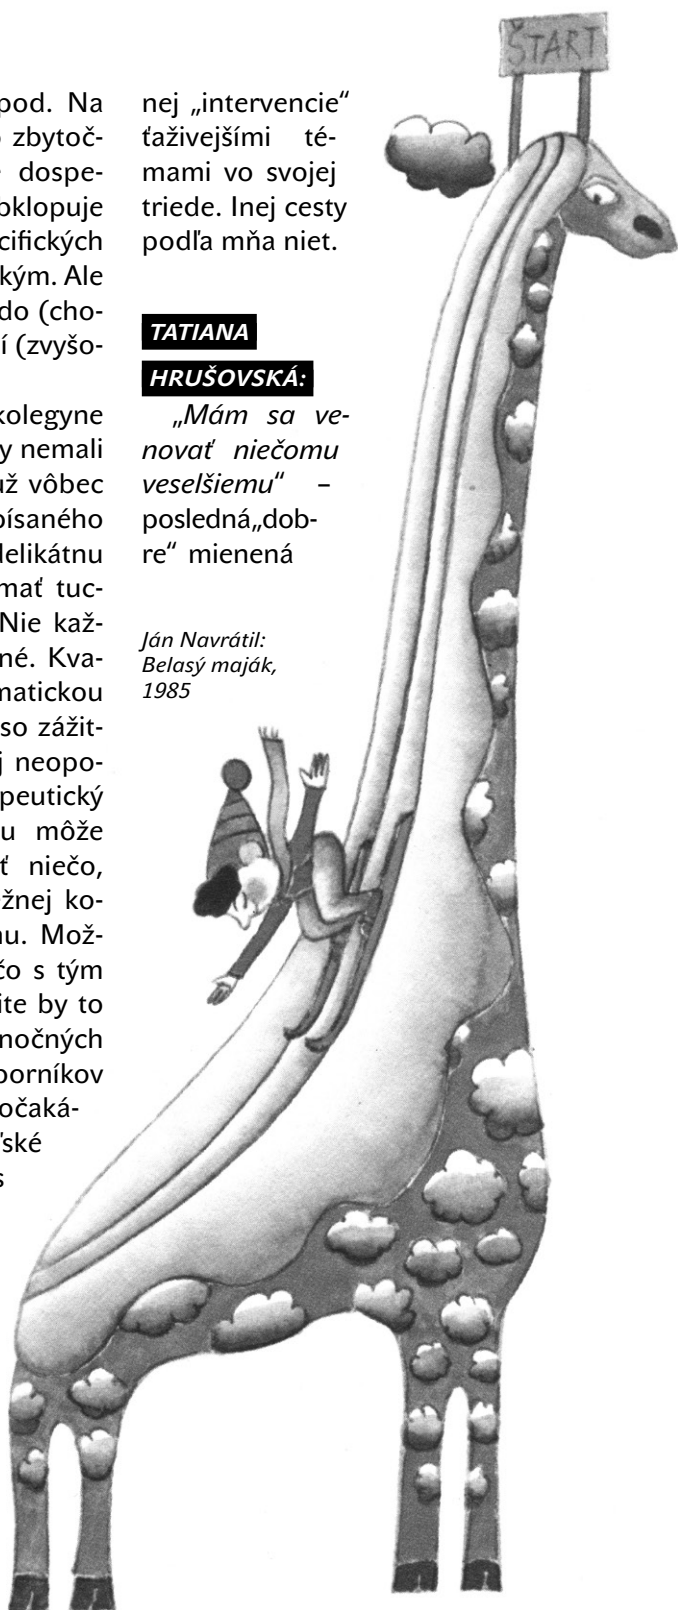 pod. Na
zbytoč-
dospe-
bklopuje
cifických
kým. Ale
do (cho-
í (zvyšo-
kolegyne
y nemali
už vôbec
písaného
delikátnu
mať tuc-
Nie kaž-
né. Kva-
matickou
so zážit-
j neopo-
peutický
u môže
ť niečo,
žnej ko-
nu. Mož-
čo s tým
ite by to
nočných
borníkov
očaká-
ľské
s
nej „intervencie“
ťaživejšími té-
mami vo svojej
triede. Inej cesty
podľa mňa niet.
TATIANA
HRUŠOVSKÁ:
„Mám sa ve-
novať niečomu
veselšiemu“ –
posledná„dob-
re“ mienená
Ján Navrátil:
Belasý maják,
1985
ŠTART